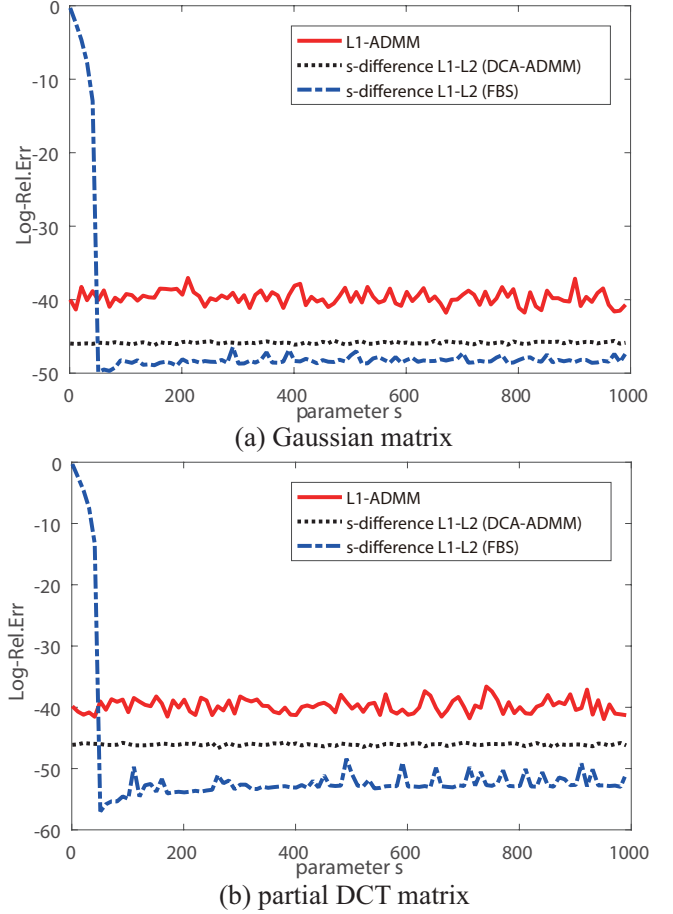 0
-10
-20
-30
-40
-50
Log-Rel.Err
L1-ADMM
s-difference L1-L2 (DCA-ADMM)
s-difference L1-L2 (FBS)
0 200 400 600 800 1000
parameter s
(a) Gaussian matrix
0
-10
-20
-30
-40
-50
-60
Log-Rel.Err
L1-ADMM
s-difference L1-L2 (DCA-ADMM)
s-difference L1-L2 (FBS)
0 200 400 600 800 1000
parameter s
(b) partial DCT matrix